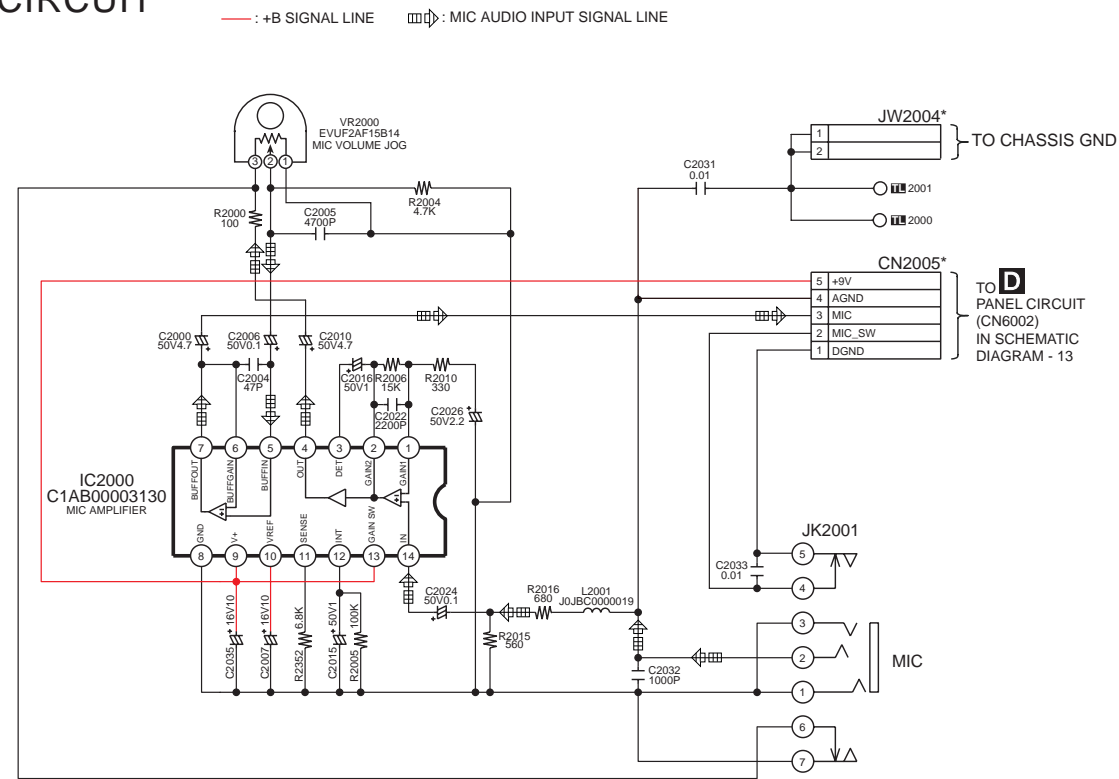 CIRCUIT
: +B SIGNAL LINE
: MIC AUDIO INPUT SIGNAL LINE
VR2000
EVUF2AF15B14
MIC VOLUME JOG
3 2 1
R2000
100
C2005
4700P
R2004
4.7K
C2031
0.01
JW2004*
1
2
TO CHASSIS GND
TL 2001
TL 2000
CN2005*
5 +9V
4 AGND
3 MIC
2 MIC_SW
1 DGND
TO D
PANEL CIRCUIT
(CN6002)
IN SCHEMATIC
DIAGRAM - 13
C2000
50V4.7
C2006
50V0.1
C2010
50V4.7
C2004
47P
C2016
50V1
R2006
15K
R2010
330
C2022
2200P
C2026
50V2.2
IC2000
C1AB00003130
MIC AMPLIFIER
7 6 5 4 3 2 1
BUFFOUT
BUFFGAIN
BUFFIN
OUT
DET
GAIN2
GAIN1
GND
V+
VREF
SENSE
INT
GAIN SW
IN
8 9 10 11 12 13 14
C2035 16V10
C2007 16V10
R2352 6.8K
C2015 50V1
R2005 100K
C2024
50V0.1
R2015
560
R2016
680
L2001
J0JBC0000019
C2032
1000P
C2033
0.01
JK2001
5
4
3
2
1
6
7
MIC